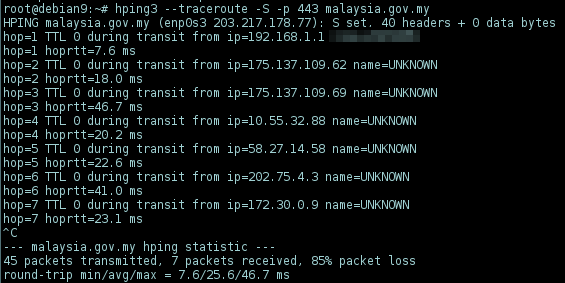 root@debian9:~# hping3 --traceroute -S -p 443 malaysia.gov.my
HPING malaysia.gov.my (enp0s3 203.217.178.77): S set, 40 headers + 0 data bytes
hop=1 TTL 0 during transit from ip=192.168.1.1
hop=1 hoprtt=7.6 ms
hop=2 TTL 0 during transit from ip=175.137.109.62 name=UNKNOWN
hop=2 hoprtt=18.0 ms
hop=3 TTL 0 during transit from ip=175.137.109.69 name=UNKNOWN
hop=3 hoprtt=46.7 ms
hop=4 TTL 0 during transit from ip=10.55.32.88 name=UNKNOWN
hop=4 hoprtt=20.2 ms
hop=5 TTL 0 during transit from ip=58.27.14.58 name=UNKNOWN
hop=5 hoprtt=22.6 ms
hop=6 TTL 0 during transit from ip=202.75.4.3 name=UNKNOWN
hop=6 hoprtt=41.0 ms
hop=7 TTL 0 during transit from ip=172.30.0.9 name=UNKNOWN
hop=7 hoprtt=23.1 ms
^C
--- malaysia.gov.my hping statistic ---
45 packets transmitted, 7 packets received, 85% packet loss
round-trip min/avg/max = 7.6/25.6/46.7 ms